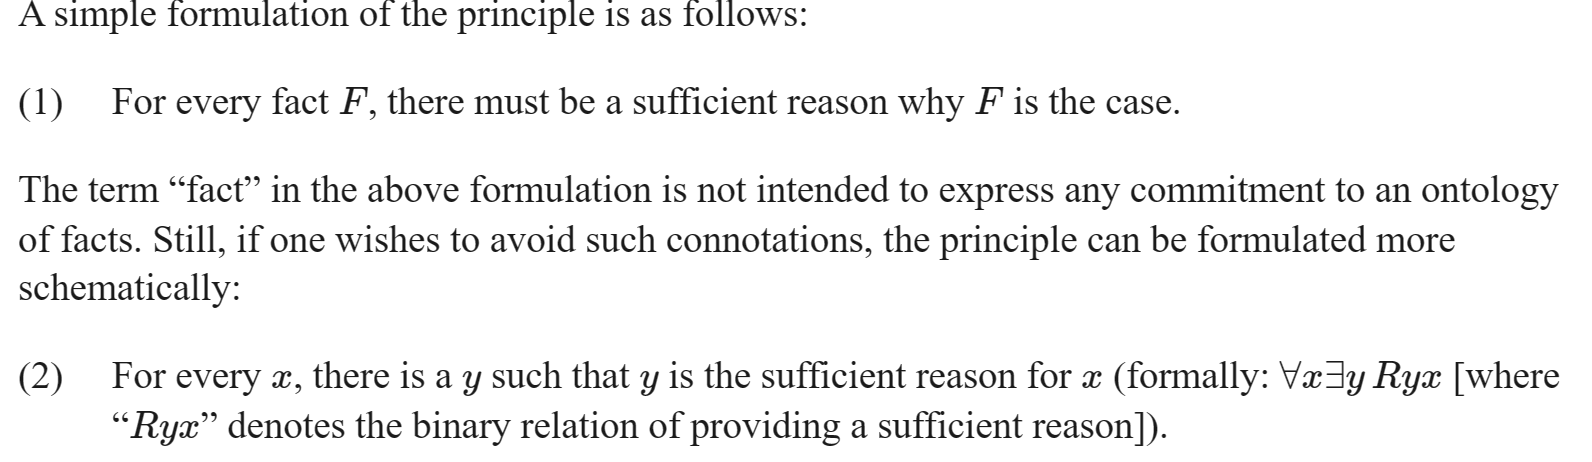 A simple formulation of the principle is as follows:
(1) For every fact F, there must be a sufficient reason why F is the case.
The term “fact” in the above formulation is not intended to express any commitment to an ontology
of facts. Still, if one wishes to avoid such connotations, the principle can be formulated more
schematically:
(2) For every x, there is a y such that y is the sufficient reason for x (formally: ∀x∃y Ryx [where
“Ryx” denotes the binary relation of providing a sufficient reason]).